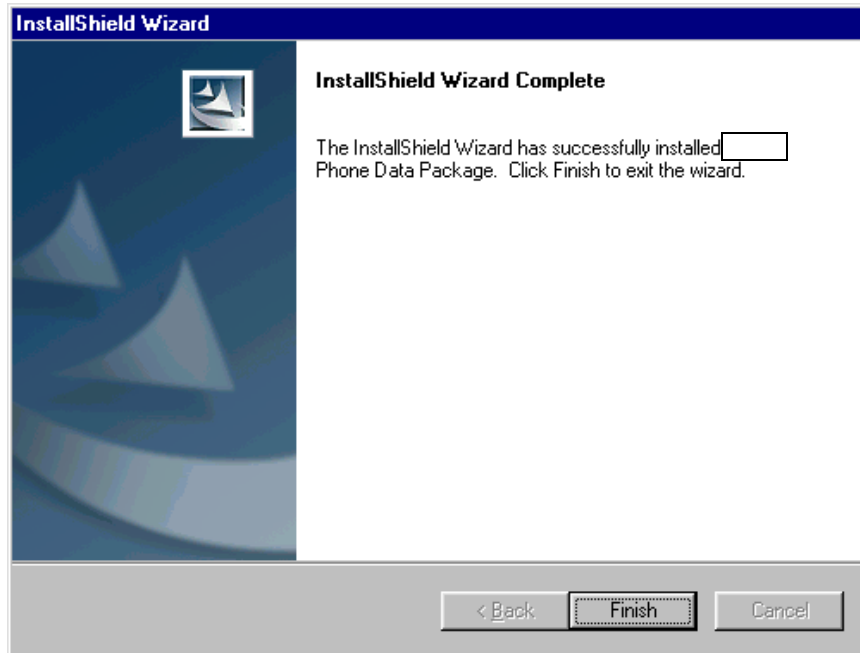 InstallShield Wizard
InstallShield Wizard Complete
The InstallShield Wizard has successfully installed
Phone Data Package.  Click Finish to exit the wizard.
< Back
Finish
Cancel